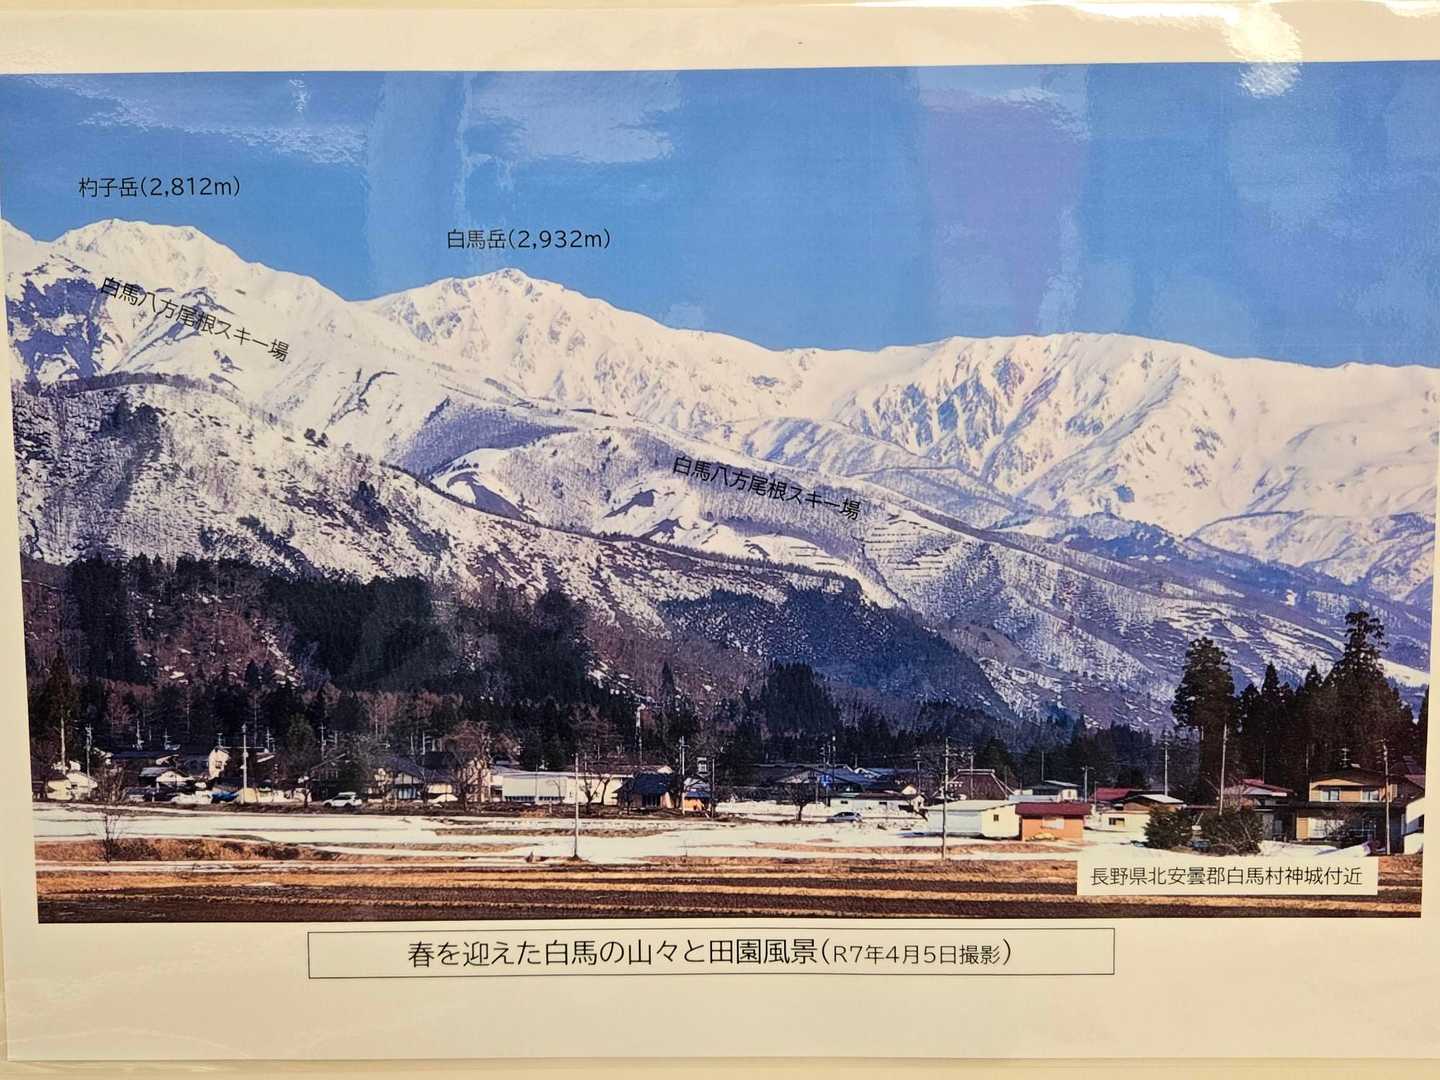 杓子岳(2,812m)
白馬岳(2,932m)
白馬八方尾根スキー場
白馬八方尾根スキー場
長野県北安曇郡白馬村神城付近
春を迎えた白馬の山々と田園風景(R7年4月5日撮影)